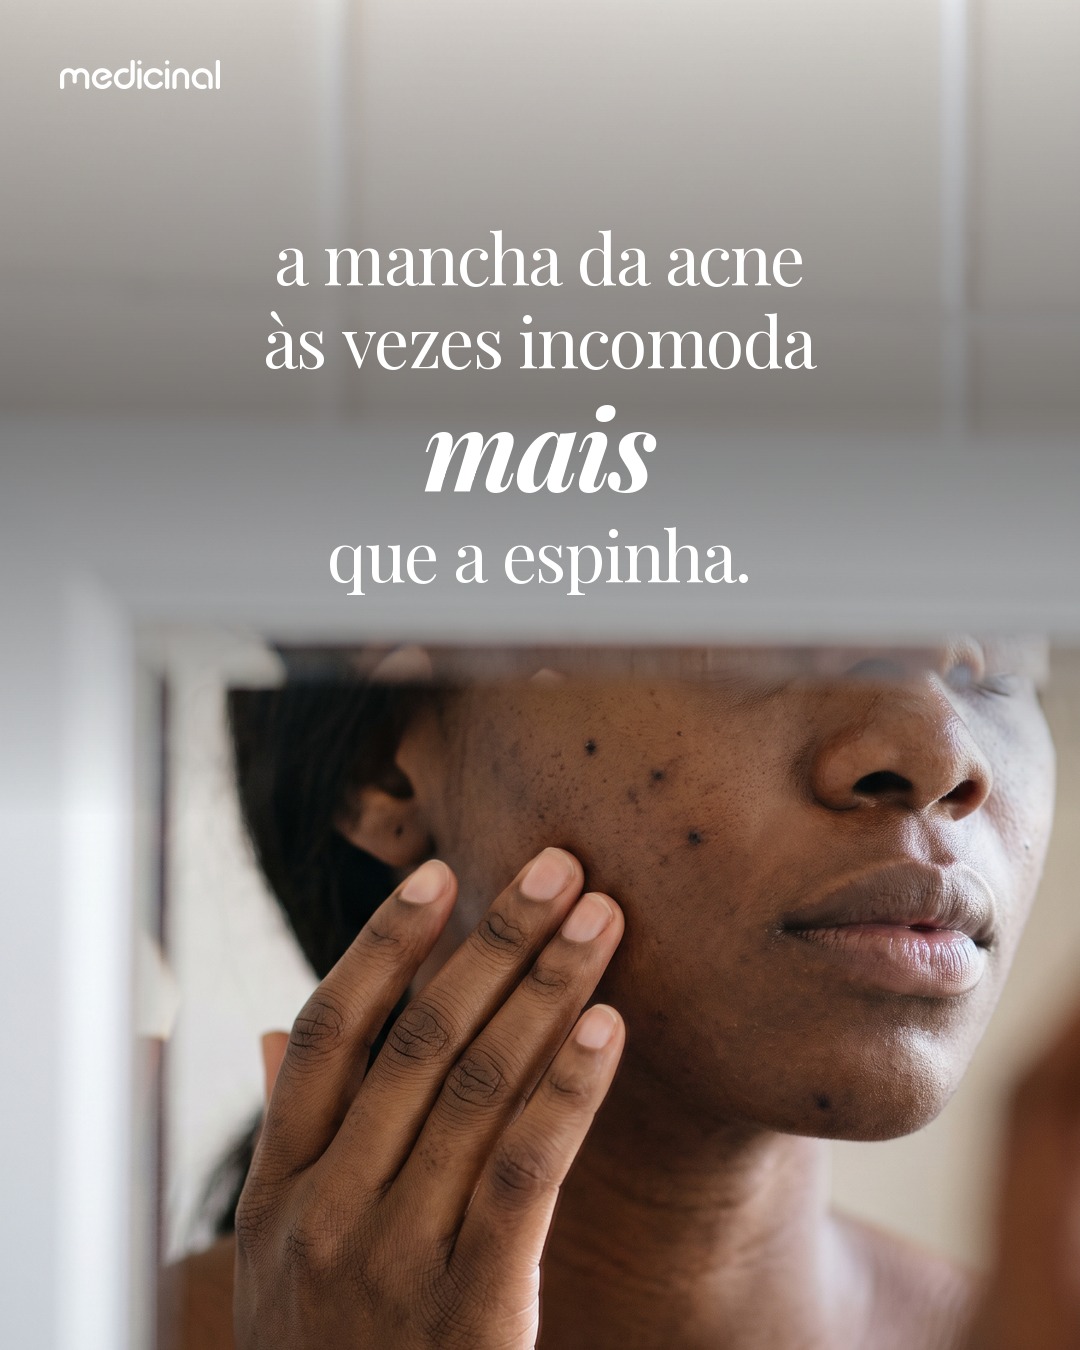 medicinal
a mancha da acne
às vezes incomoda
mais
que a espinha.